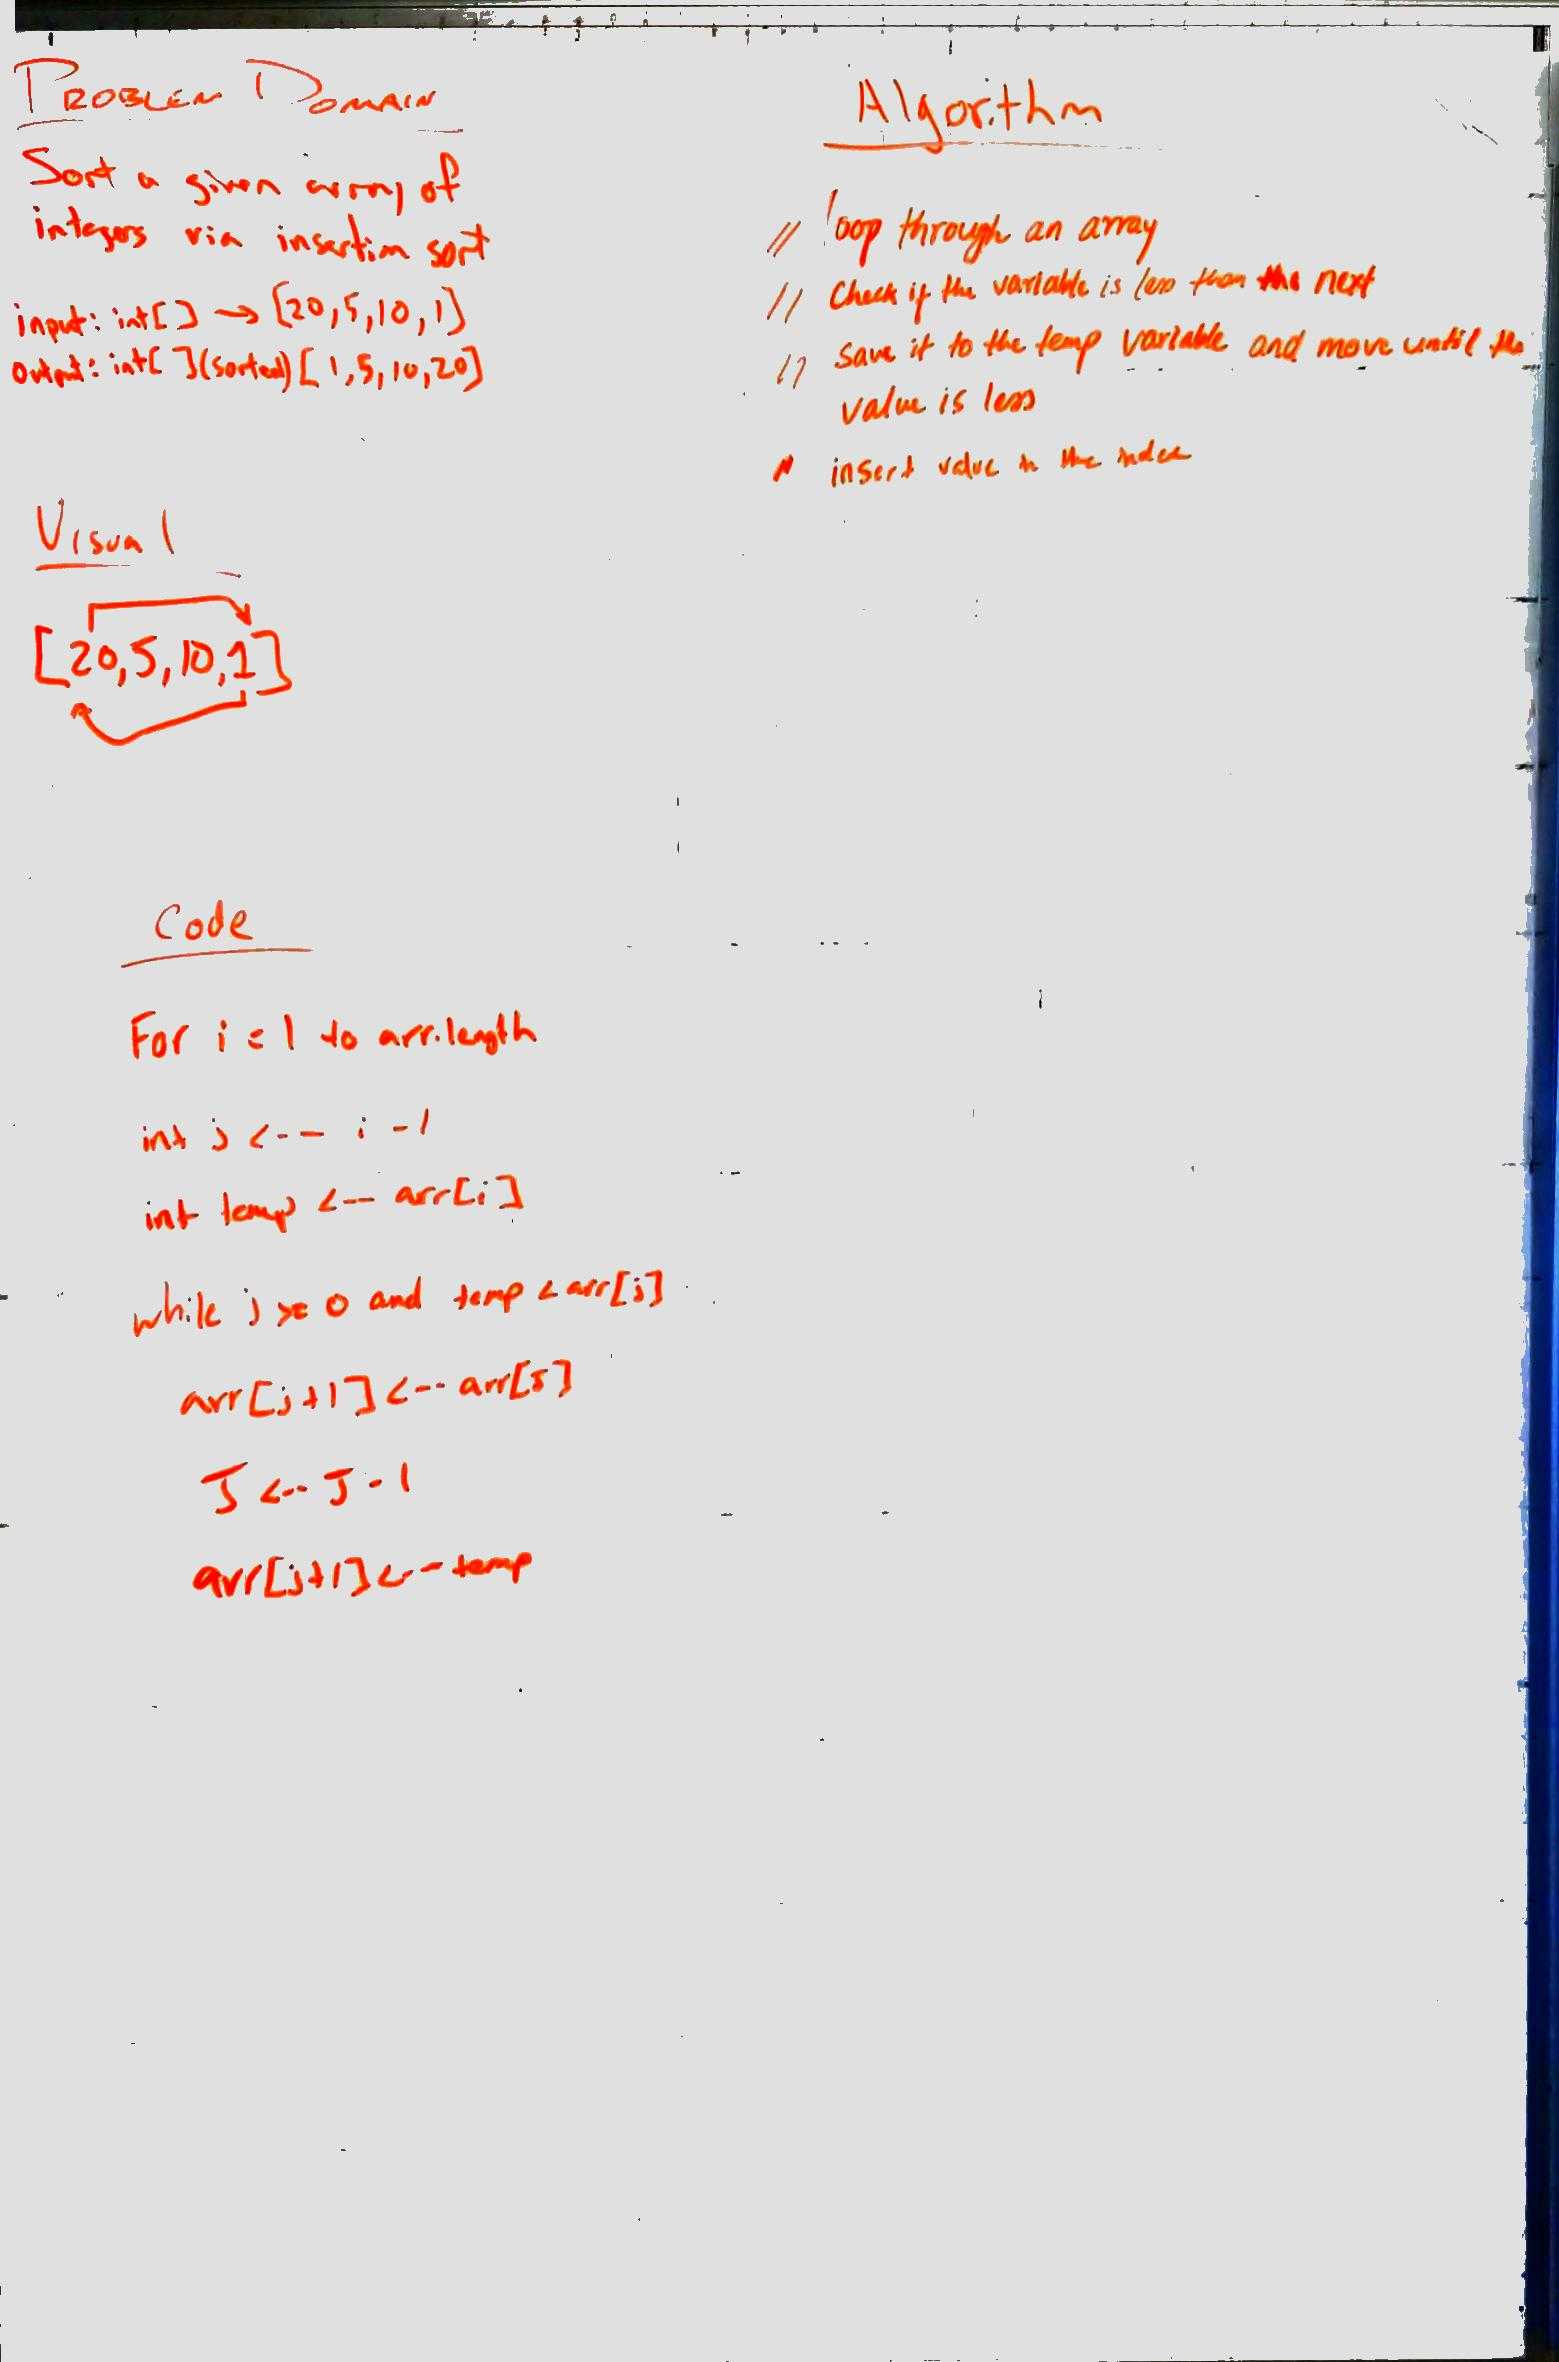 PROBLEM DOMAIN
Sort a given array of
integers via insertion sort
input: int[] → [20,5,10,1]
output: int[](sorted)[1,5,10,20]
Visual
[20,5,10,1]
Algorithm
// loop through an array
// Check if the variable is less than the next
// save it to the temp variable and move until the
value is less
// insert value in the index
Code
For i = 1 to arr.length
int j <-- i -1
int temp <-- arr[i]
while j >= 0 and temp < arr[j]
arr[j+1] <-- arr[j]
J <-- J - 1
arr[j+1] <-- temp